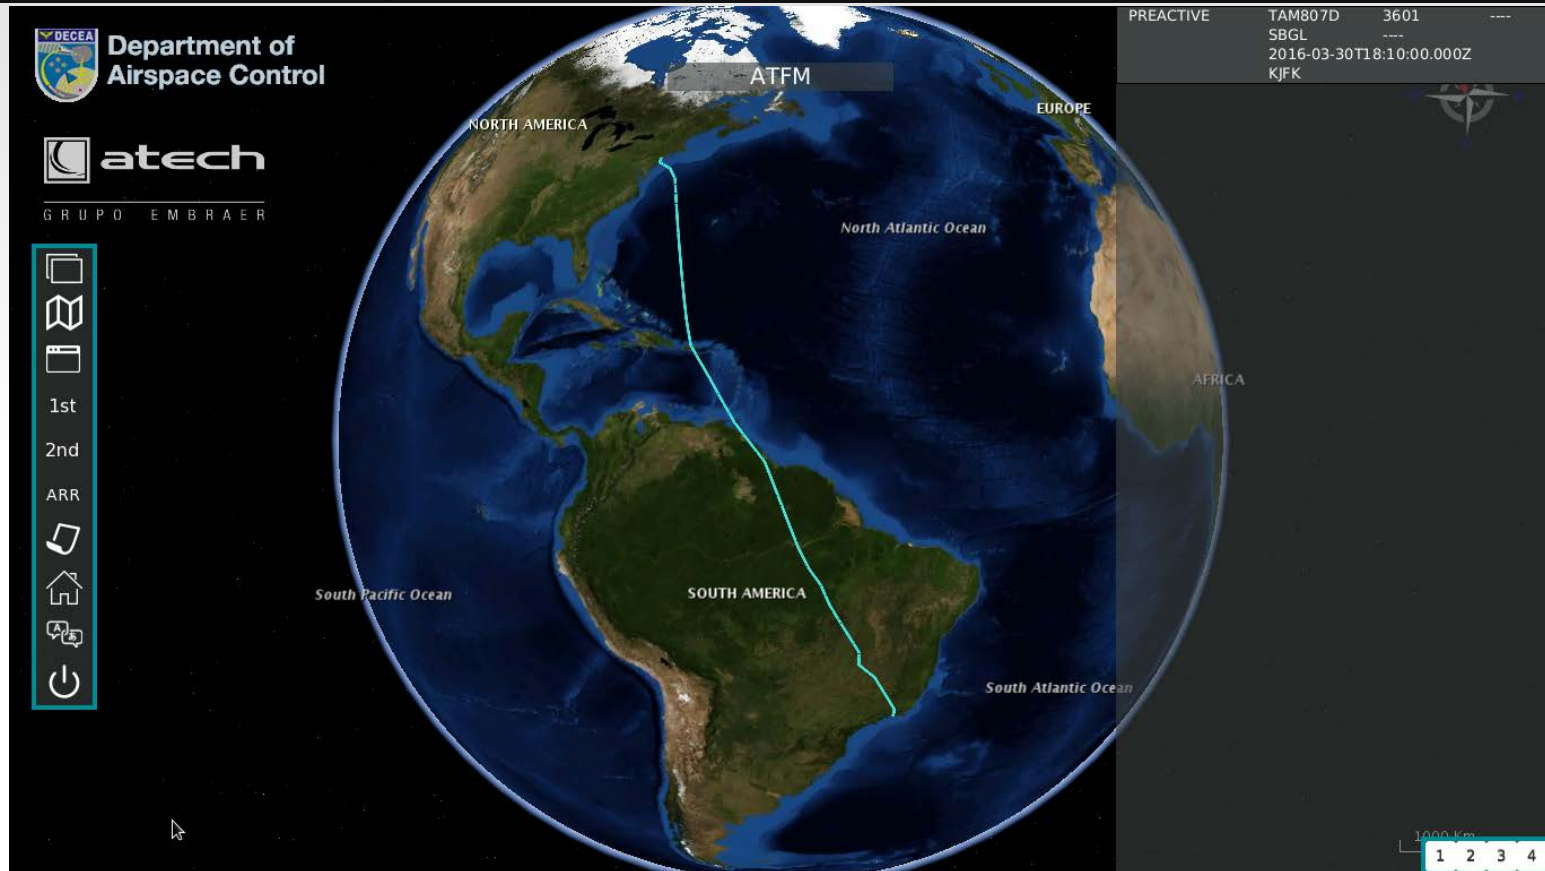 DECEA
Department of
Airspace Control
atech
GRUPO EMBRAER
1st
2nd
ARR
ATFM
PREACTIVE TAM807D 3601 ----
SBGL ----
2016-03-30T18:10:00.000Z
KJFK
NORTH AMERICA
EUROPE
North Atlantic Ocean
AFRICA
South Pacific Ocean
SOUTH AMERICA
South Atlantic Ocean
1000 Km
1 2 3 4